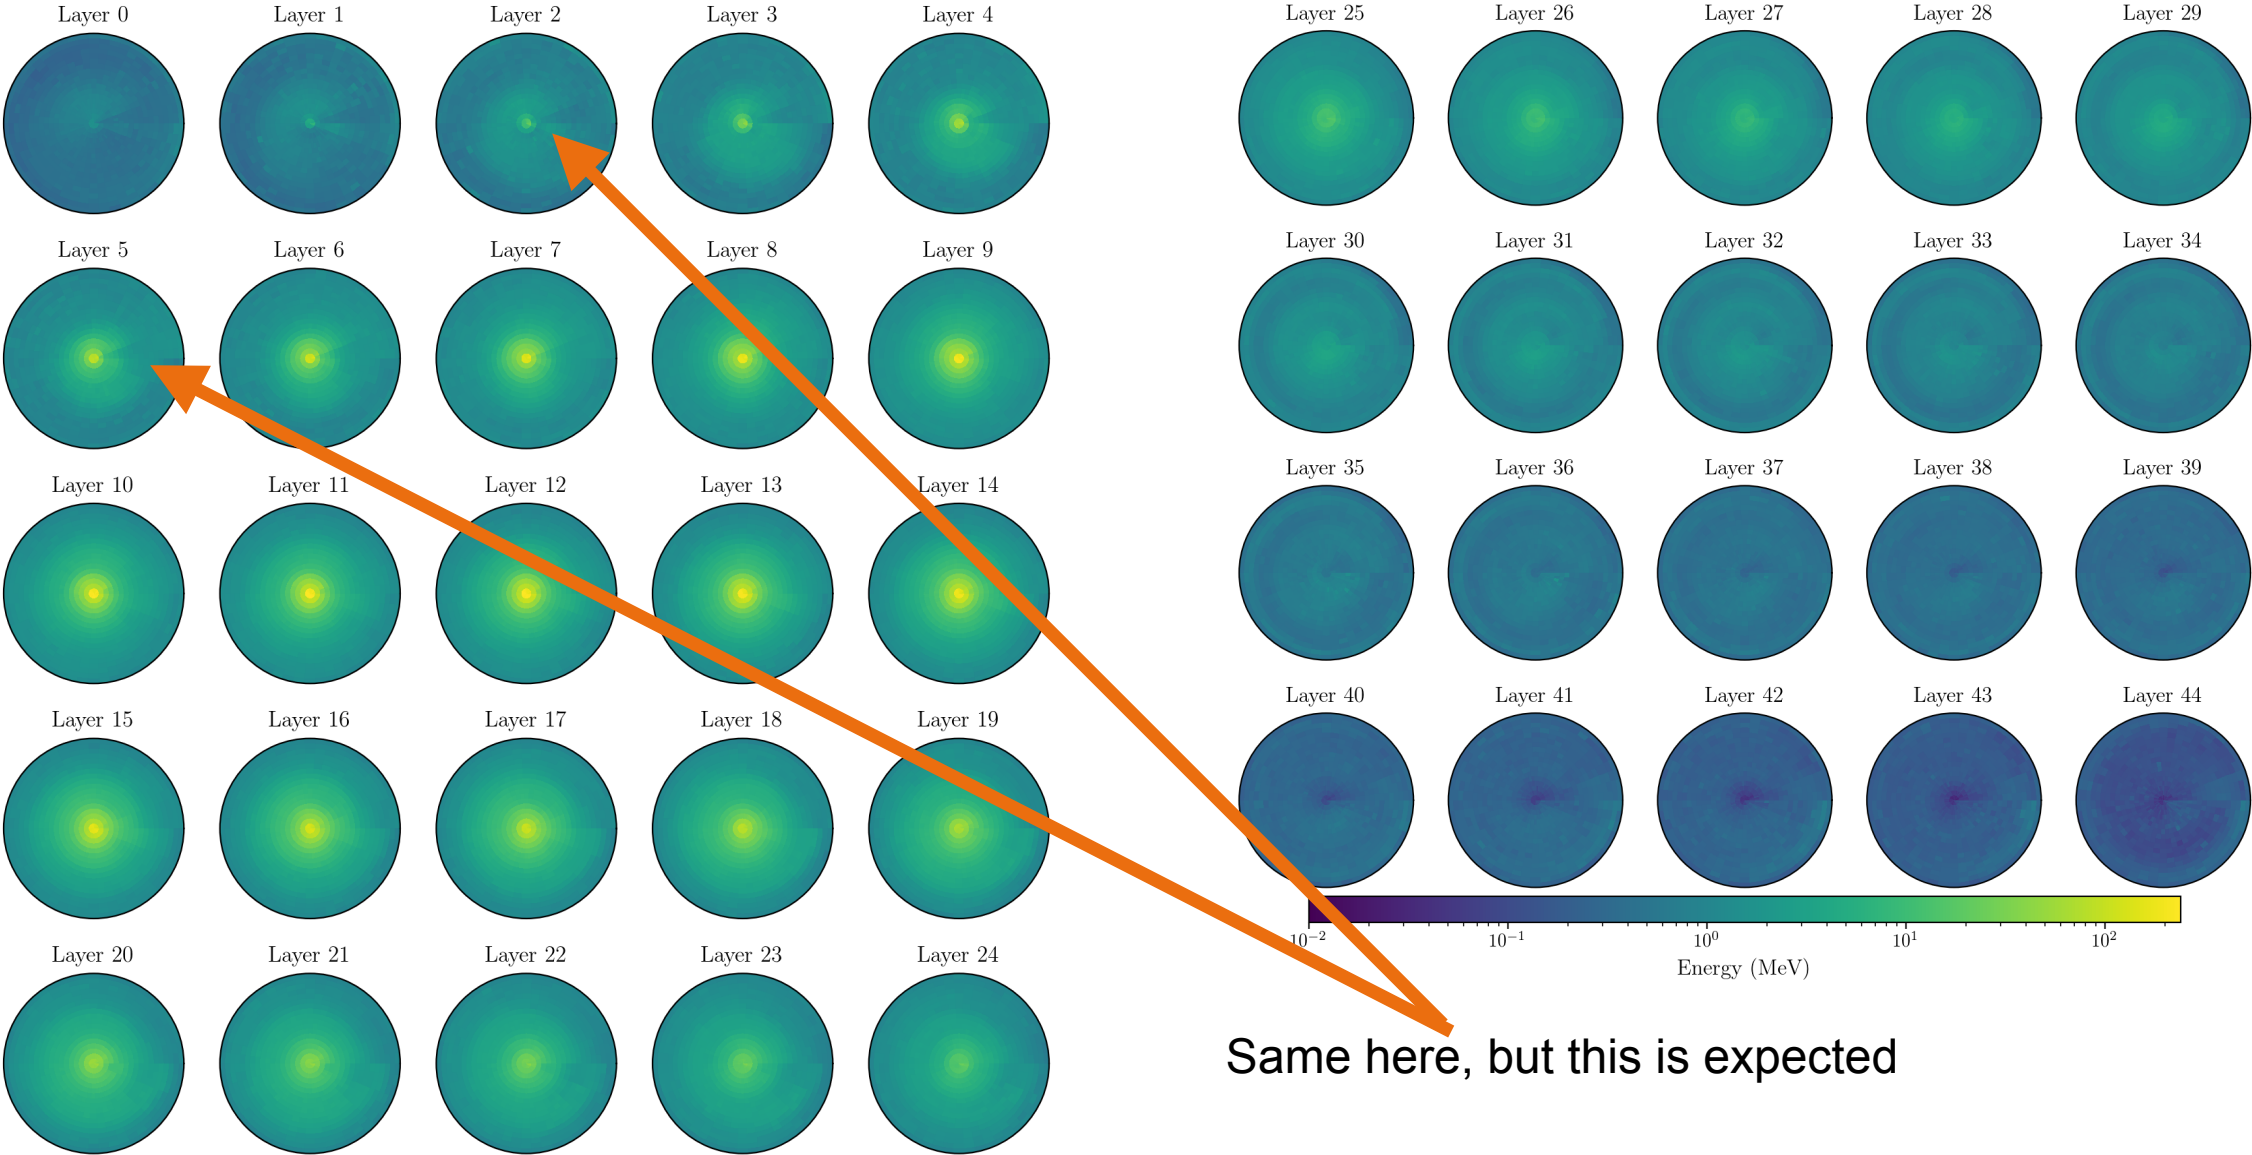 Layer 0 Layer 1 Layer 2 Layer 3 Layer 4
Layer 5 Layer 6 Layer 7 Layer 8 Layer 9
Layer 10 Layer 11 Layer 12 Layer 13 Layer 14
Layer 15 Layer 16 Layer 17 Layer 18 Layer 19
Layer 20 Layer 21 Layer 22 Layer 23 Layer 24
Layer 25 Layer 26 Layer 27 Layer 28 Layer 29
Layer 30 Layer 31 Layer 32 Layer 33 Layer 34
Layer 35 Layer 36 Layer 37 Layer 38 Layer 39
Layer 40 Layer 41 Layer 42 Layer 43 Layer 44
10⁻² 10⁻¹ 10⁰ 10¹ 10²
Energy (MeV)
Same here, but this is expected